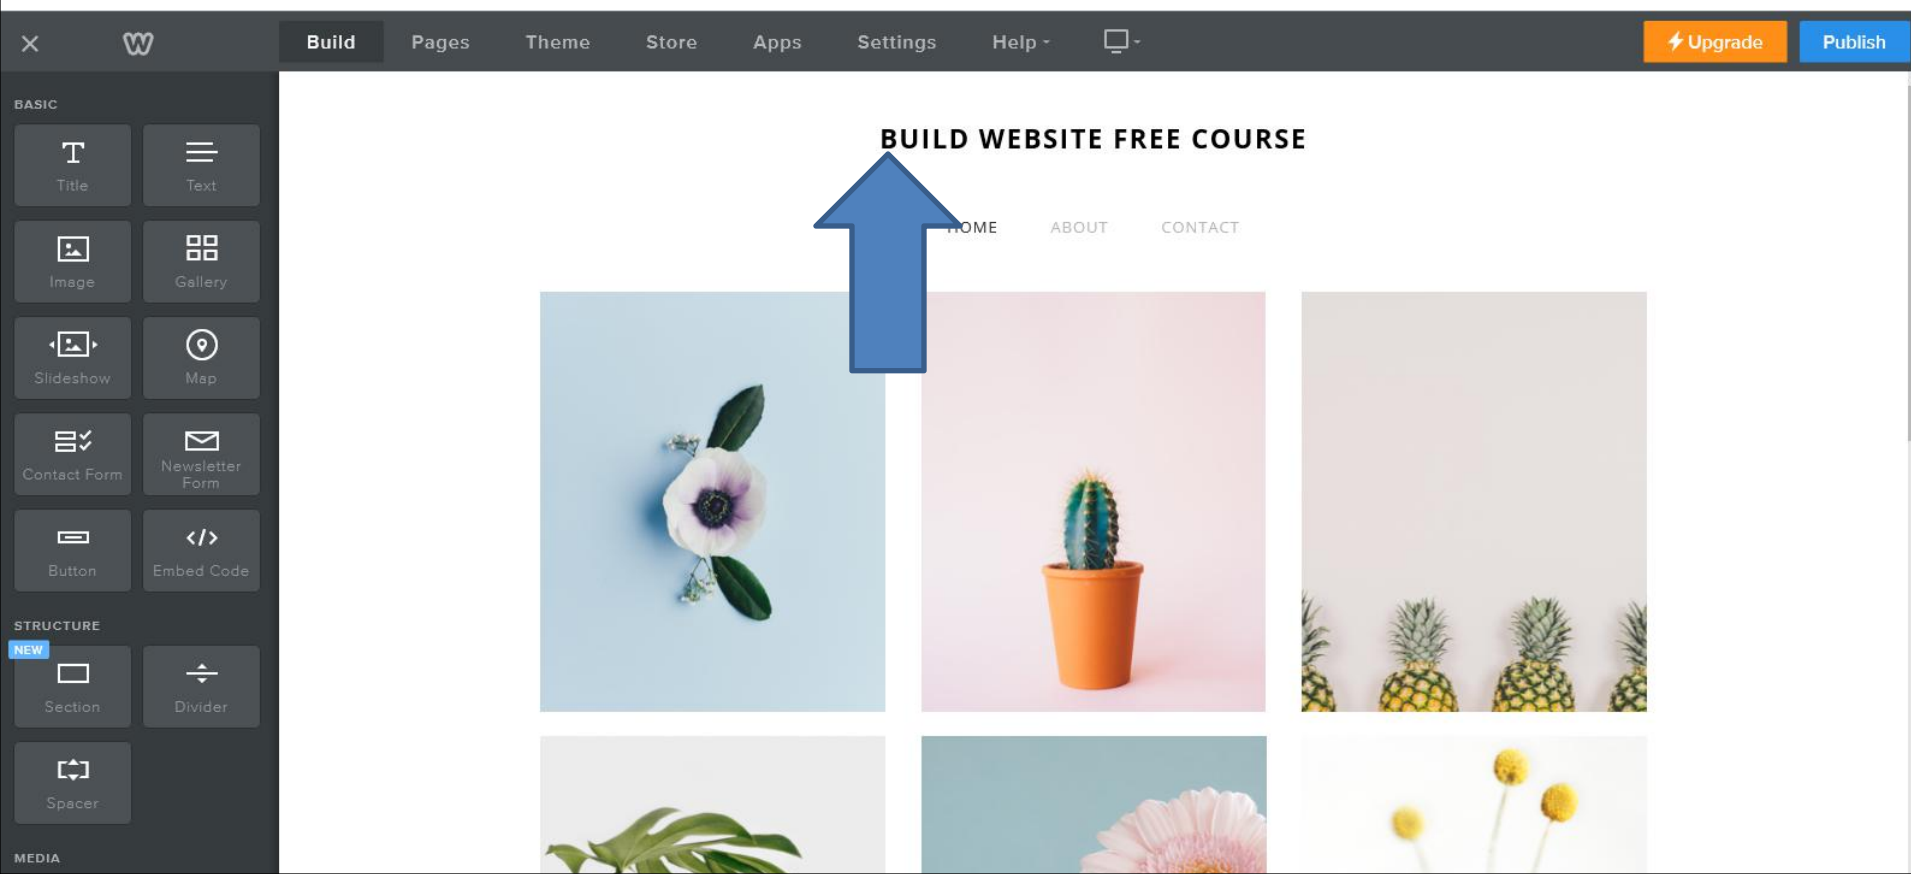 Build Pages Theme Store Apps Settings Help Upgrade Publish
BASIC
Title Text
Image Gallery
Slideshow Map
Contact Form Newsletter
Form
Button Embed Code
STRUCTURE
NEW
Section Divider
Spacer
MEDIA
BUILD WEBSITE FREE COURSE
HOME ABOUT CONTACT